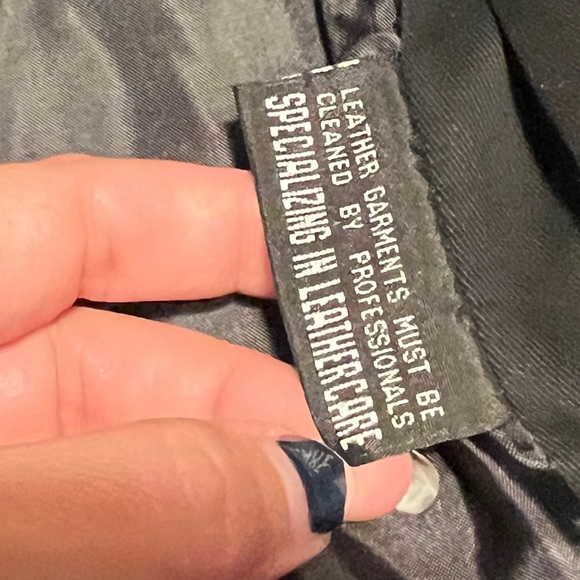 LEATHER GARMENTS MUST BE
CLEANED BY PROFESSIONALS
SPECIALIZING IN LEATHER CARE